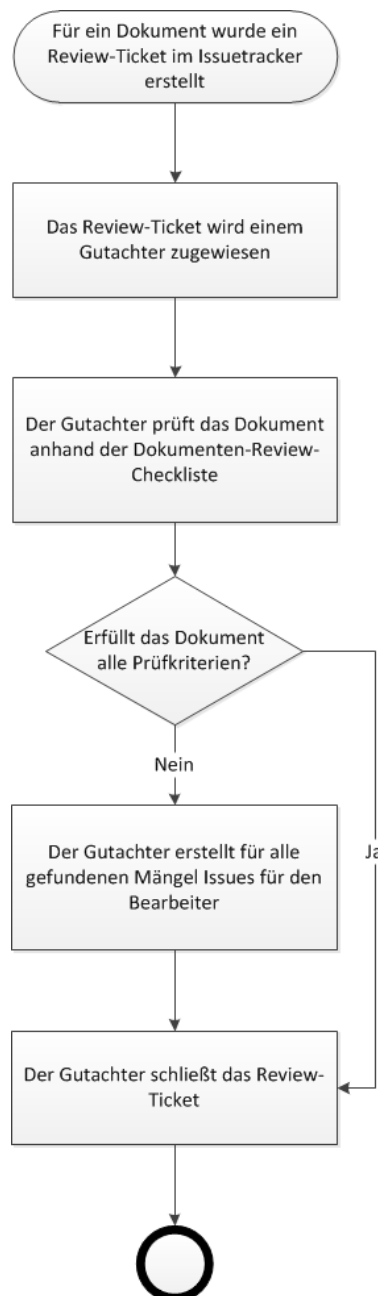 Für ein Dokument wurde ein
Review-Ticket im Issuetracker
erstellt
Das Review-Ticket wird einem
Gutachter zugewiesen
Der Gutachter prüft das Dokument
anhand der Dokumenten-Review-
Checkliste
Erfüllt das Dokument
alle Prüfkriterien?
Nein
Der Gutachter erstellt für alle
gefundenen Mängel Issues für den
Bearbeiter
Ja
Der Gutachter schließt das Review-
Ticket